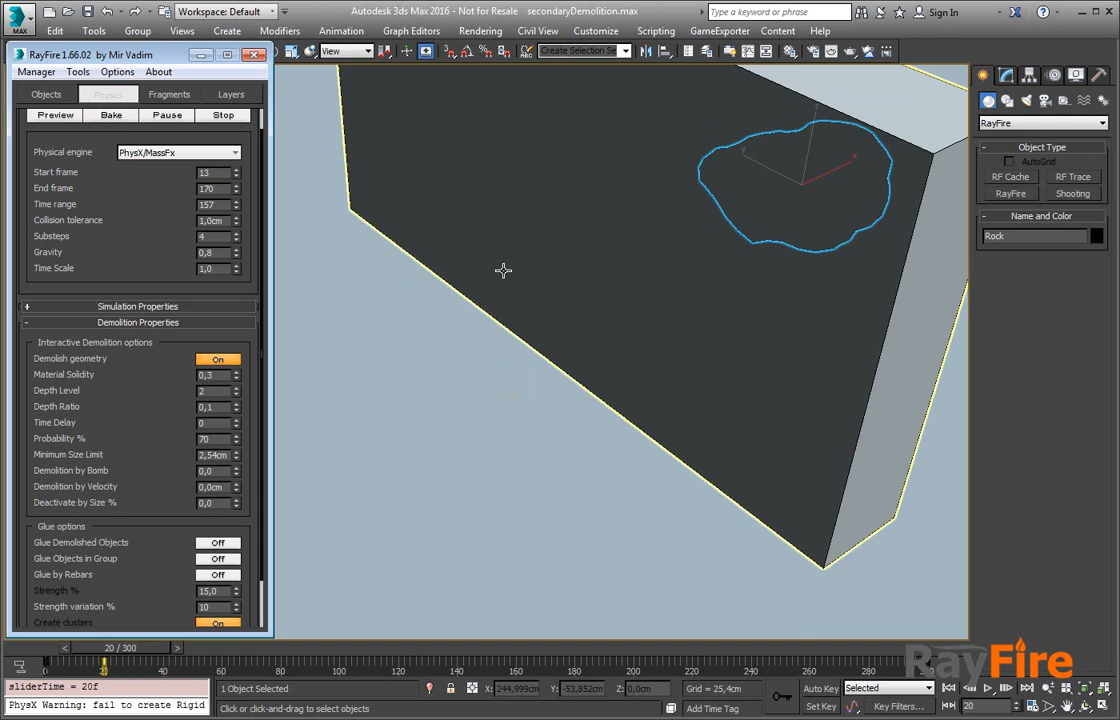 Workspace: Default
Autodesk 3ds Max 2016 - Not for Resale   secondaryDemolition.max
Type a keyword or phrase
Sign In
MAX
Edit Tools Group Views Create Modifiers Animation Graph Editors Rendering Civil View Customize Scripting GameExporter Content Help
RayFire 1.66.02 by Mir Vadim
View
Create Selection Se
Manager Tools Options About
Objects Physics Fragments Layers
Preview Bake Pause Stop
Physical engine PhysX/MassFx
Start frame 13
End frame 170
Time range 157
Collision tolerance 1,0cm
Substeps 4
Gravity 0,8
Time Scale 1,0
+ Simulation Properties
- Demolition Properties
Interactive Demolition options
Demolish geometry On
Material Solidity 0,3
Depth Level 2
Depth Ratio 0,1
Time Delay 0
Probability % 70
Minimum Size Limit 2,54cm
Demolition by Bomb 0,0
Demolition by Velocity 0,0cm
Deactivate by Size % 0,0
Glue options
Glue Demolished Objects Off
Glue Objects in Group Off
Glue by Rebars Off
Strength % 15,0
Strength variation % 10
Create clusters On
RayFire
- Object Type
AutoGrid
RF Cache RF Trace
RayFire Shooting
- Name and Color
Rock
< 20 / 300 >
0 20 40 60 80 100 120 140 160 180 200 220 240 260 280
RayFire
sliderTime = 20f
PhysX Warning: fail to create Rigid
1 Object Selected
X: 244,999cm Y: -53,852cm Z: 0,0cm Grid = 25,4cm
Auto Key Selected
Click or click-and-drag to select objects
Add Time Tag
Set Key Key Filters...
20